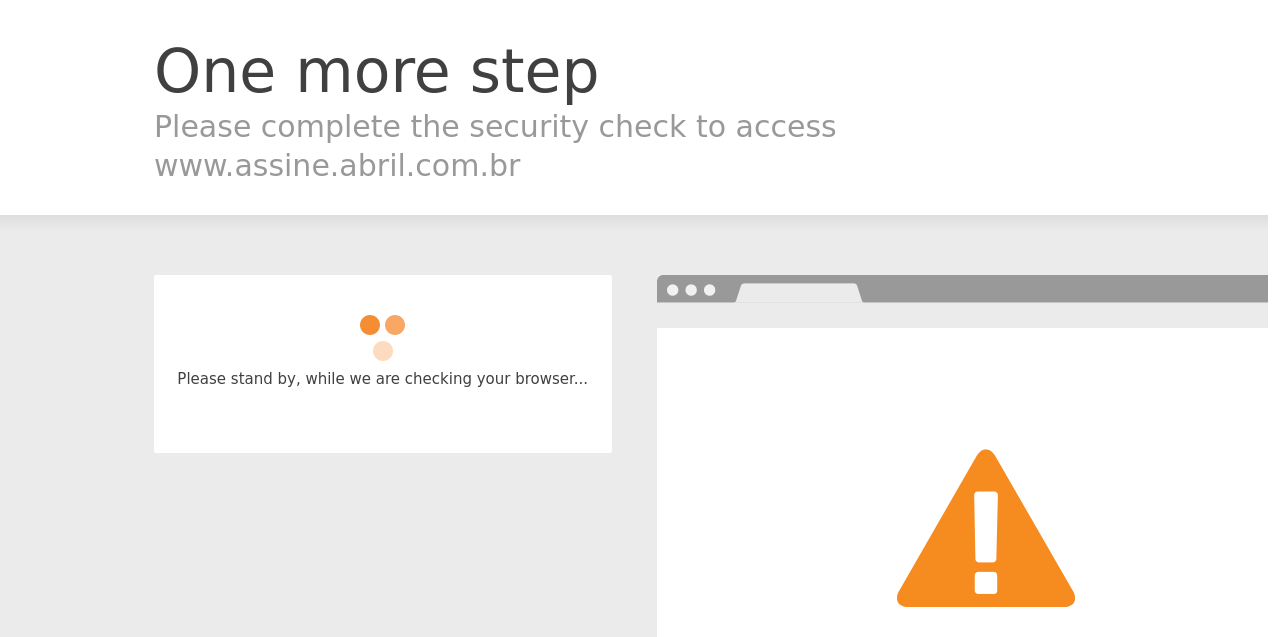 One more step
Please complete the security check to access
www.assine.abril.com.br
Please stand by, while we are checking your browser...